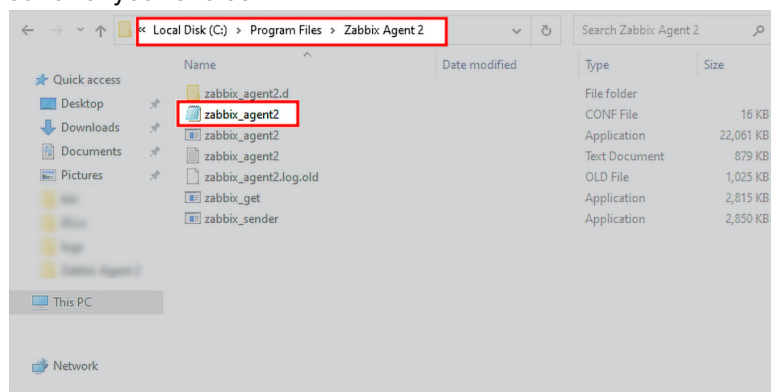 « Local Disk (C:) › Program Files › Zabbix Agent 2
Search Zabbix Agent 2
Name Date modified Type Size
Quick access
Desktop
Downloads
Documents
Pictures
This PC
Network
zabbix_agent2.d File folder
zabbix_agent2 CONF File 16 KB
zabbix_agent2 Application 22,061 KB
zabbix_agent2 Text Document 879 KB
zabbix_agent2.log.old OLD File 1,025 KB
zabbix_get Application 2,815 KB
zabbix_sender Application 2,850 KB